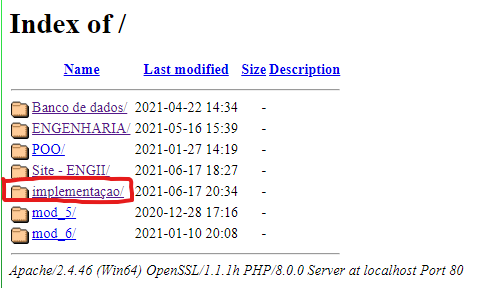 Index of /
Name Last modified Size Description
Banco de dados/ 2021-04-22 14:34 -
ENGENHARIA/ 2021-05-16 15:39 -
POO/ 2021-01-27 14:19 -
Site - ENGII/ 2021-06-17 18:27 -
implementaçao/ 2021-06-17 20:34 -
mod_5/ 2020-12-28 17:16 -
mod_6/ 2021-01-10 20:08 -
Apache/2.4.46 (Win64) OpenSSL/1.1.1h PHP/8.0.0 Server at localhost Port 80